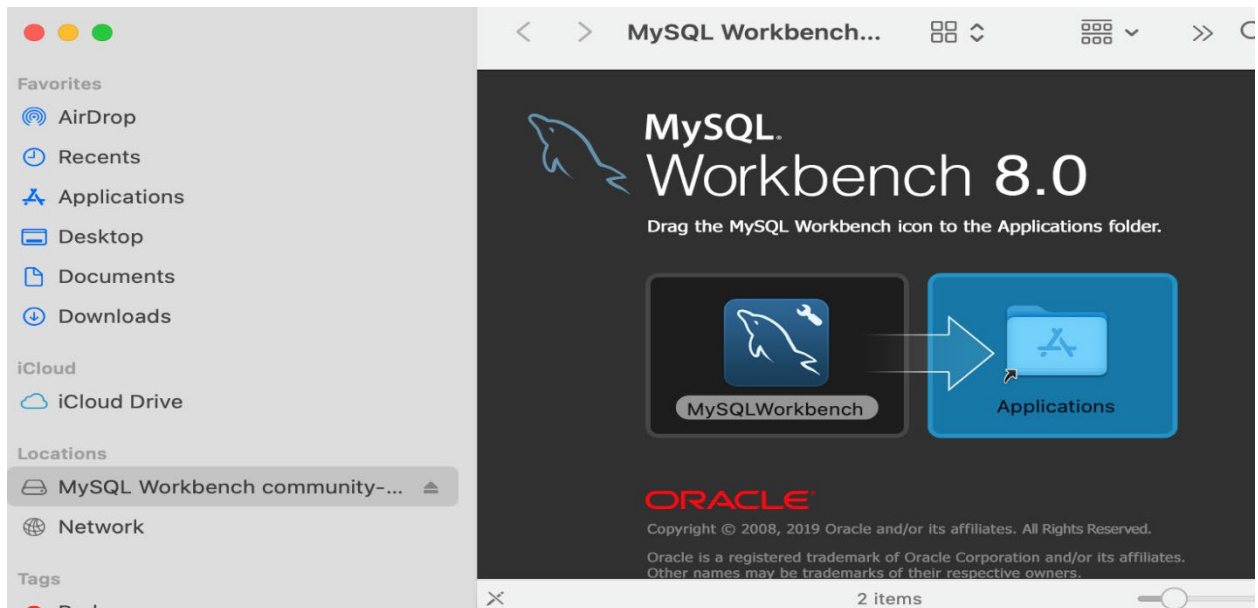 Favorites
AirDrop
Recents
Applications
Desktop
Documents
Downloads
iCloud
iCloud Drive
Locations
MySQL Workbench community-...
Network
Tags
MySQL Workbench...
MySQL.
Workbench 8.0
Drag the MySQL Workbench icon to the Applications folder.
MySQLWorkbench
Applications
ORACLE
Copyright © 2008, 2019 Oracle and/or its affiliates. All Rights Reserved.
Oracle is a registered trademark of Oracle Corporation and/or its affiliates.
Other names may be trademarks of their respective owners.
2 items